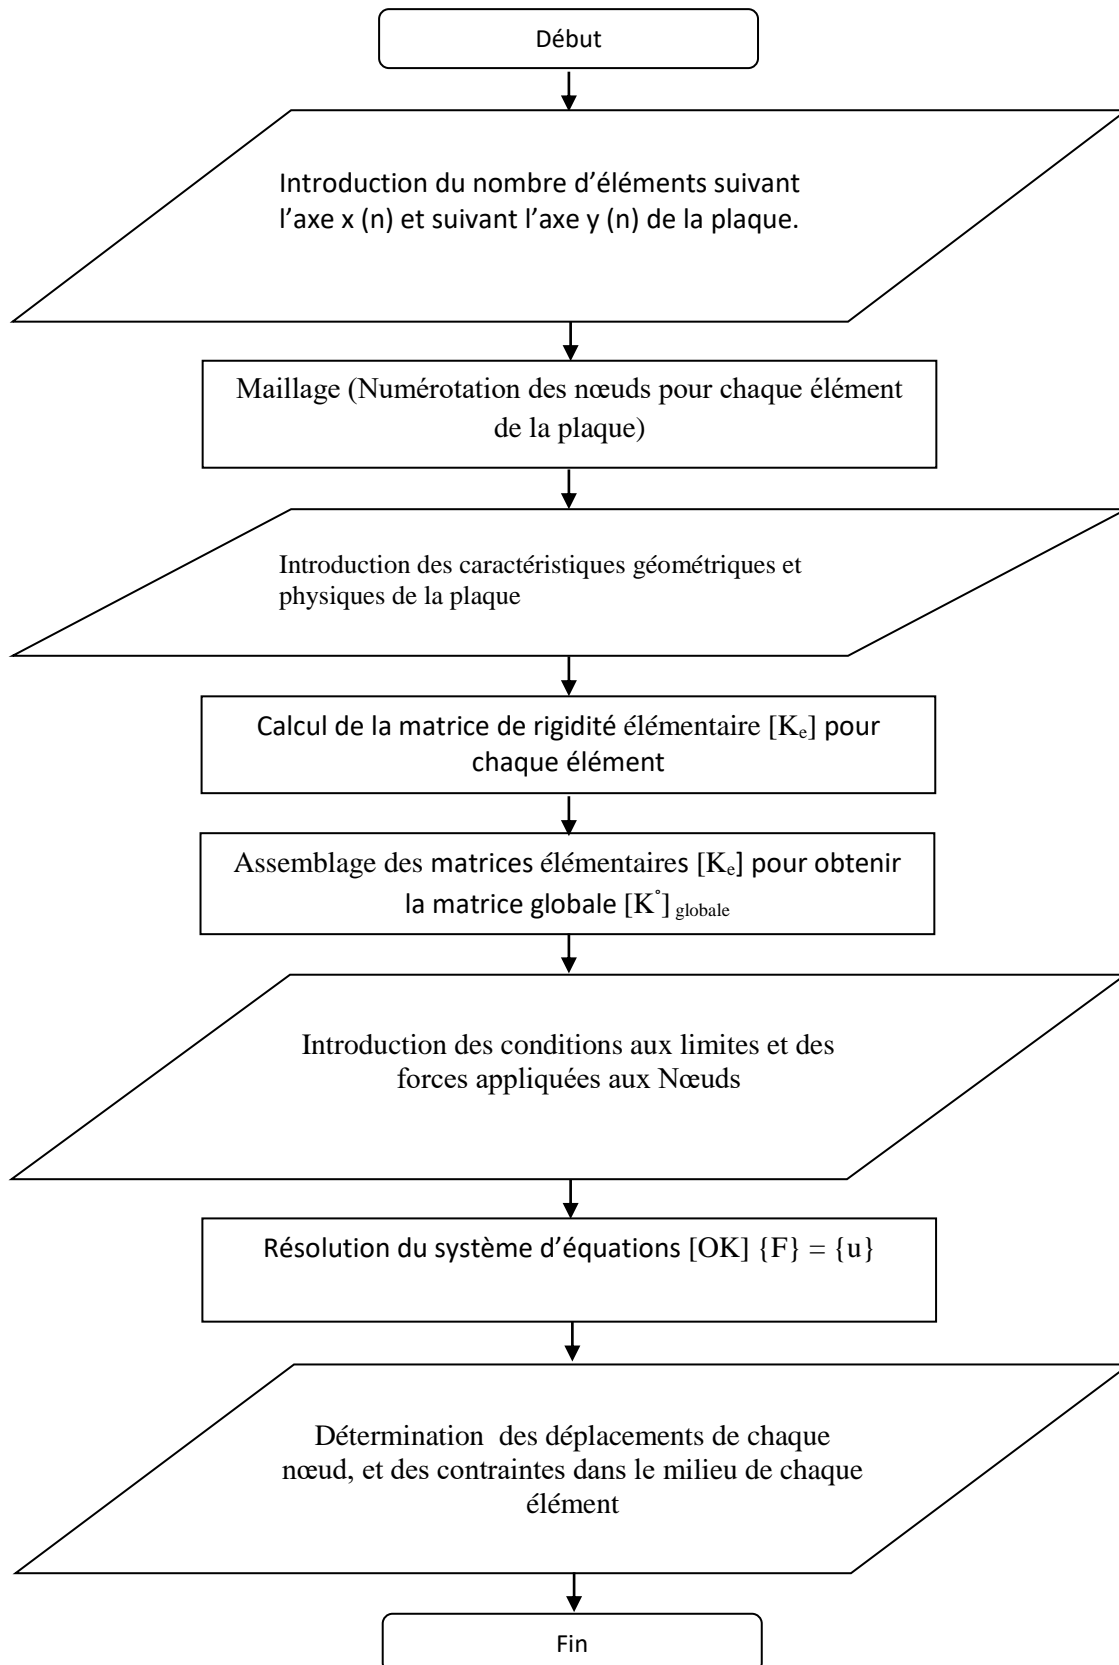 Début
Introduction du nombre d’éléments suivant
l’axe x (n) et suivant l’axe y (n) de la plaque.
Maillage (Numérotation des nœuds pour chaque élément
de la plaque)
Introduction des caractéristiques géométriques et
physiques de la plaque
Calcul de la matrice de rigidité élémentaire [Ke] pour
chaque élément
Assemblage des matrices élémentaires [Ke] pour obtenir
la matrice globale [K°] globale
Introduction des conditions aux limites et des
forces appliquées aux Nœuds
Résolution du système d’équations [OK] {F} = {u}
Détermination des déplacements de chaque
nœud, et des contraintes dans le milieu de chaque
élément
Fin